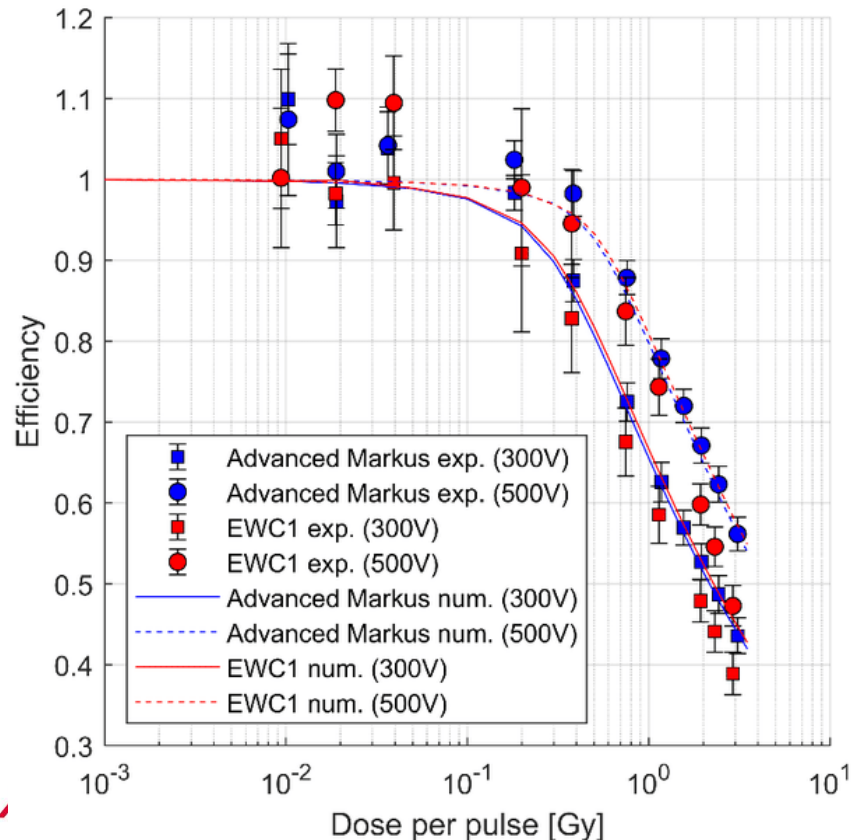 1.2
1.1
1
0.9
0.8
0.7
0.6
0.5
0.4
0.3
Efficiency
Advanced Markus exp. (300V)
Advanced Markus exp. (500V)
EWC1 exp. (300V)
EWC1 exp. (500V)
Advanced Markus num. (300V)
Advanced Markus num. (500V)
EWC1 num. (300V)
EWC1 num. (500V)
10⁻³ 10⁻² 10⁻¹ 10⁰ 10¹
Dose per pulse [Gy]